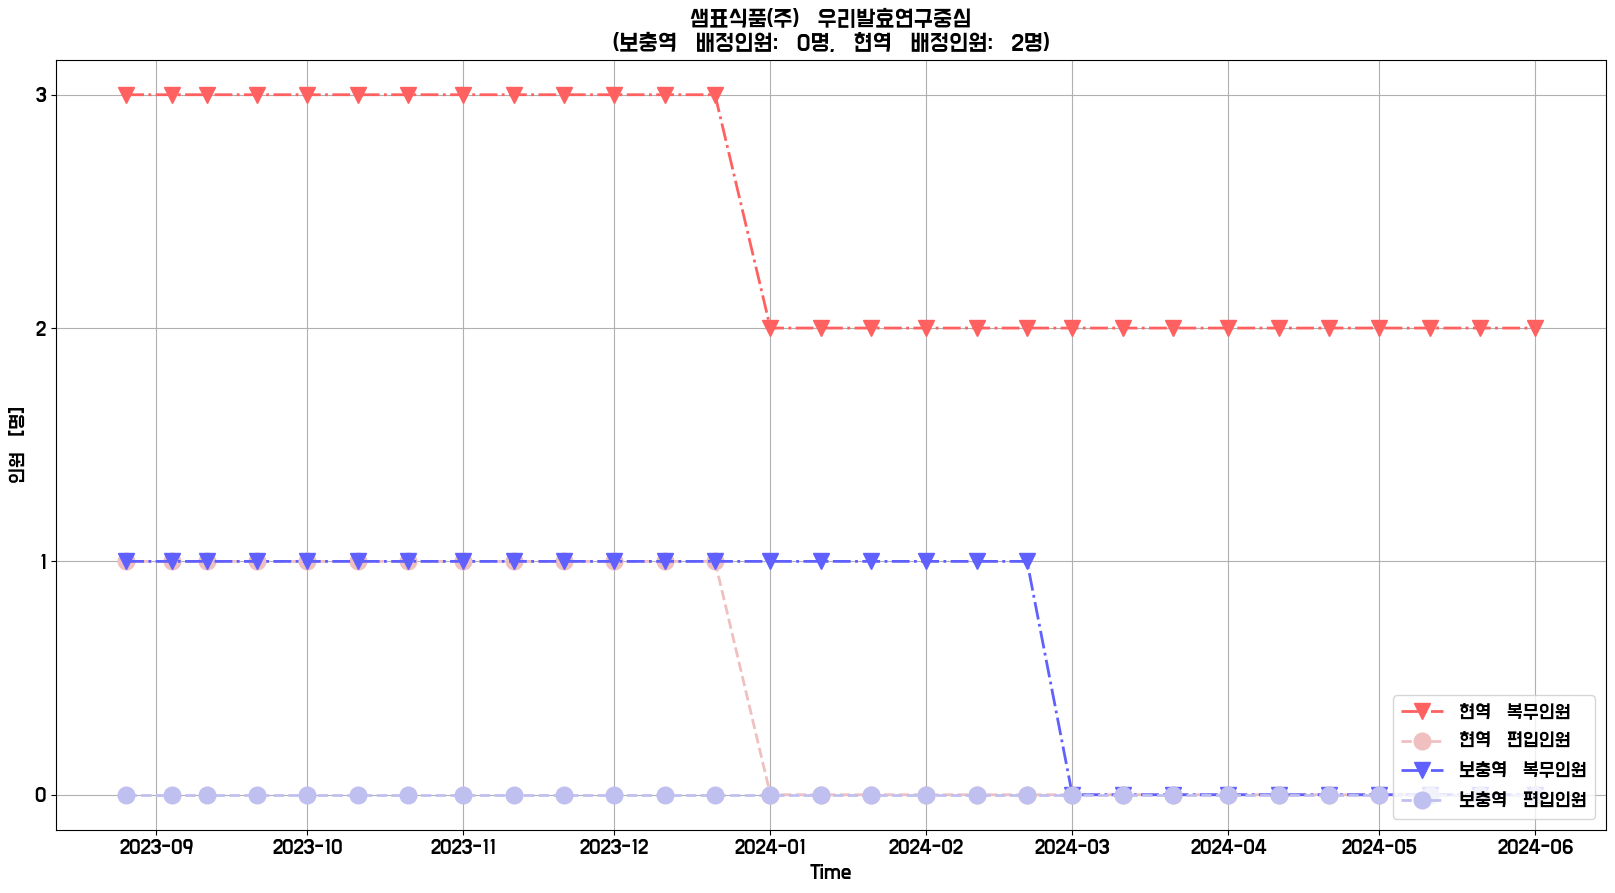 샘표식품(주) 우리발효연구중심
(보충역 배정인원: 0명, 현역 배정인원: 2명)
인원 [명]
3
2
1
0
현역 복무인원
현역 편입인원
보충역 복무인원
보충역 편입인원
2023-09 2023-10 2023-11 2023-12 2024-01 2024-02 2024-03 2024-04 2024-05 2024-06
Time